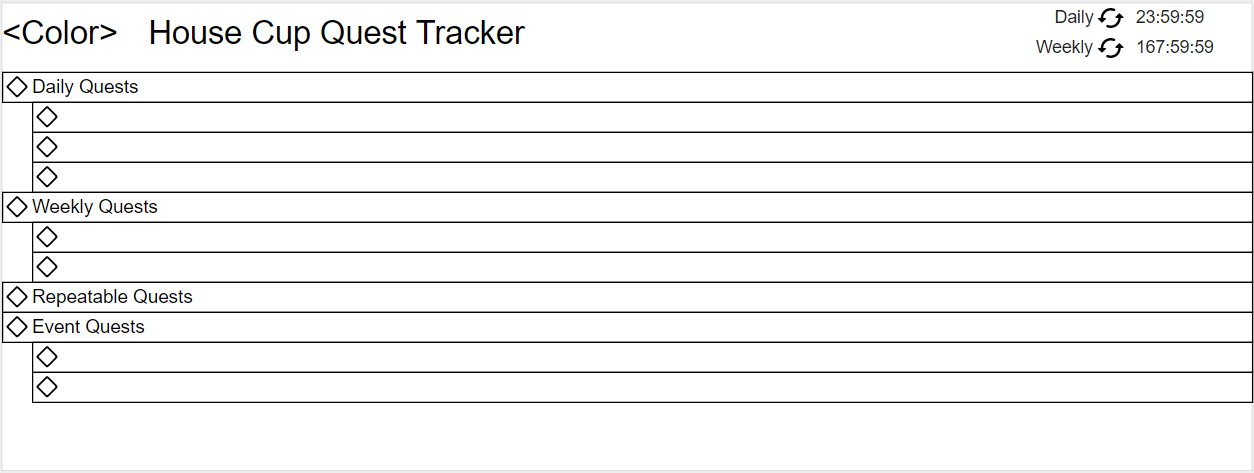 <Color> House Cup Quest Tracker
Daily 23:59:59
Weekly 167:59:59
Daily Quests
Weekly Quests
Repeatable Quests
Event Quests